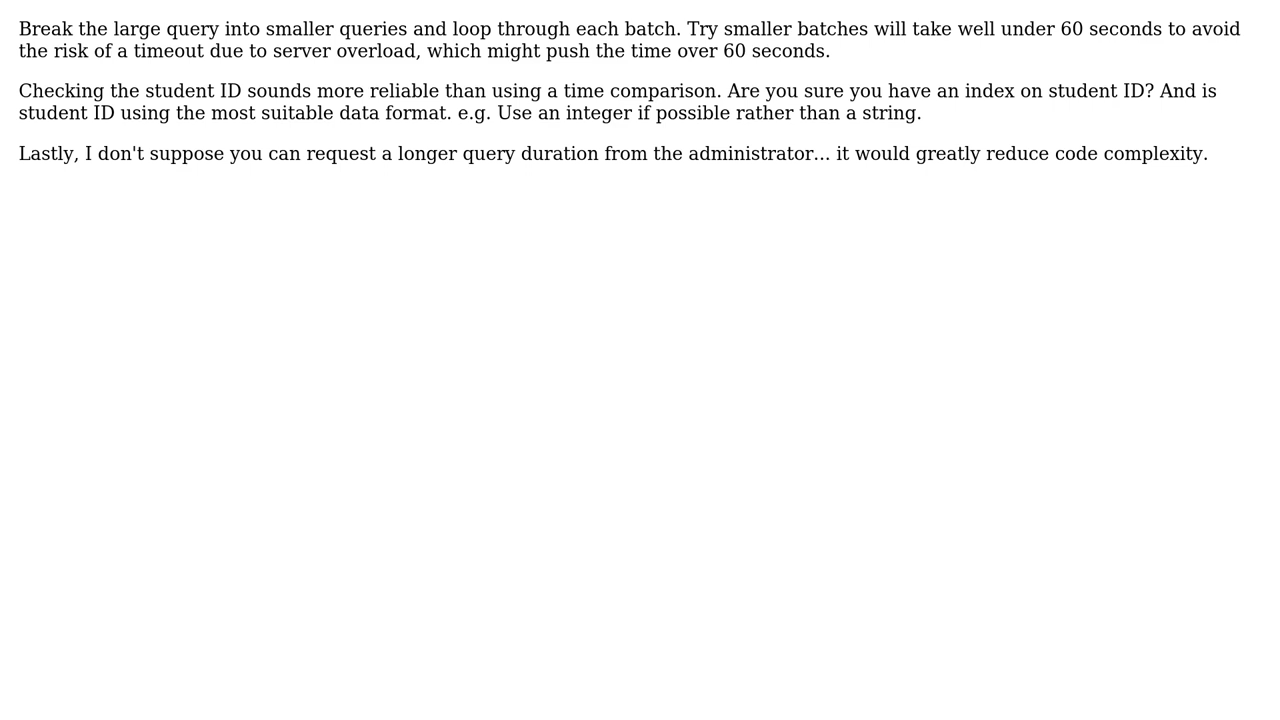 Break the large query into smaller queries and loop through each batch. Try smaller batches will take well under 60 seconds to avoid
the risk of a timeout due to server overload, which might push the time over 60 seconds.
Checking the student ID sounds more reliable than using a time comparison. Are you sure you have an index on student ID? And is
student ID using the most suitable data format. e.g. Use an integer if possible rather than a string.
Lastly, I don't suppose you can request a longer query duration from the administrator... it would greatly reduce code complexity.